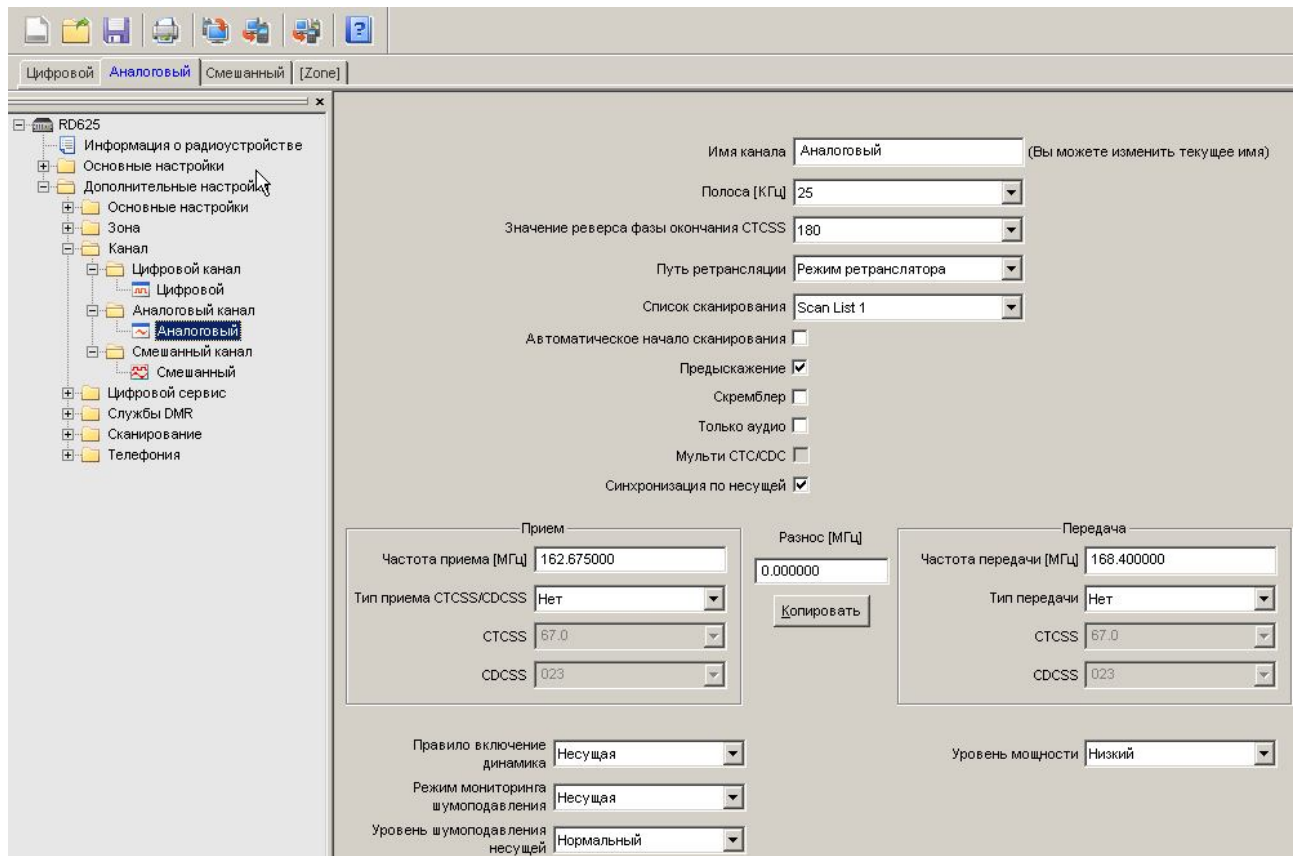 Цифровой Аналоговый Смешанный [Zone]
RD625
Информация о радиоустройстве
Основные настройки
Дополнительные настройки
Основные настройки
Зона
Канал
Цифровой канал
Цифровой
Аналоговый канал
Аналоговый
Смешанный канал
Смешанный
Цифровой сервис
Службы DMR
Сканирование
Телефония
Имя канала Аналоговый (Вы можете изменить текущее имя)
Полоса [КГц] 25
Значение реверса фазы окончания CTCSS 180
Путь ретрансляции Режим ретранслятора
Список сканирования Scan List 1
Автоматическое начало сканирования
Предыскажение
Скремблер
Только аудио
Мульти CTC/CDC
Синхронизация по несущей
Прием
Частота приема [МГц] 162.675000
Тип приема CTCSS/CDCSS Нет
CTCSS 67.0
CDCSS 023
Разнос [МГц]
0.000000
Копировать
Передача
Частота передачи [МГц] 168.400000
Тип передачи Нет
CTCSS 67.0
CDCSS 023
Правило включение
динамика Несущая
Режим мониторинга
шумоподавления Несущая
Уровень шумоподавления
несущей Нормальный
Уровень мощности Низкий